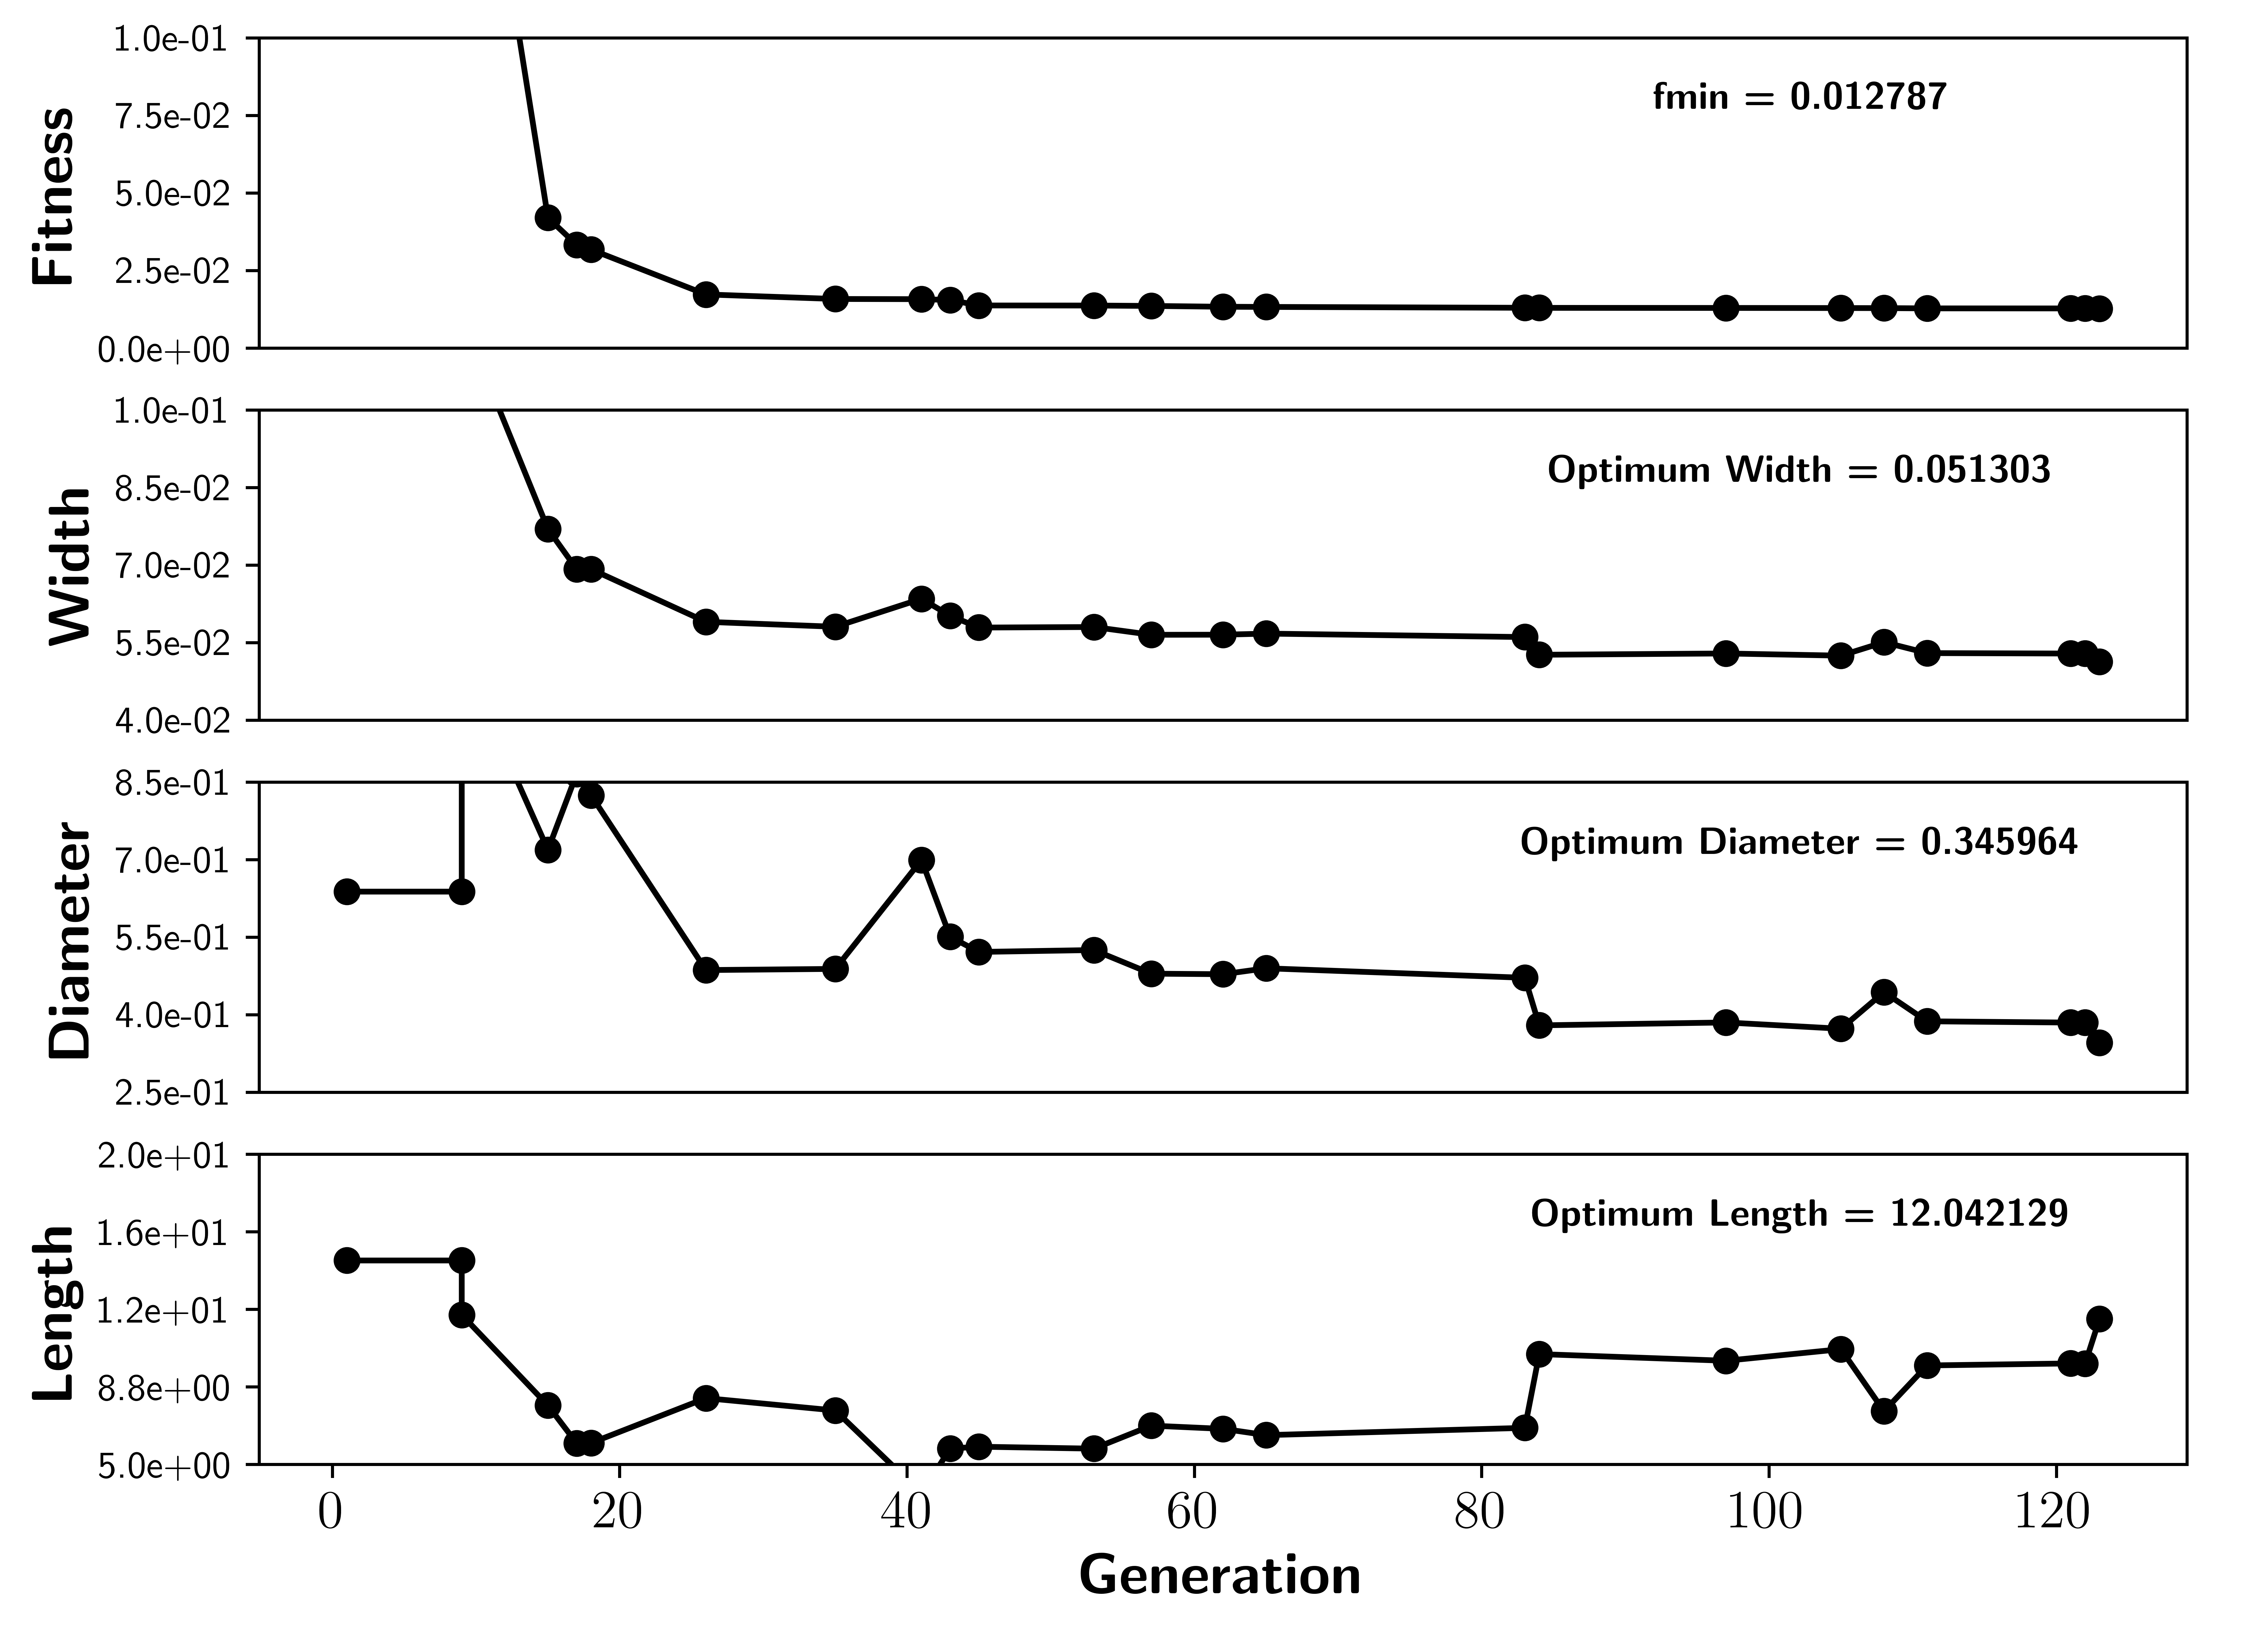 Fitness
1.0e-01
7.5e-02
5.0e-02
2.5e-02
0.0e+00
fmin = 0.012787
Width
1.0e-01
8.5e-02
7.0e-02
5.5e-02
4.0e-02
Optimum Width = 0.051303
Diameter
8.5e-01
7.0e-01
5.5e-01
4.0e-01
2.5e-01
Optimum Diameter = 0.345964
Length
2.0e+01
1.6e+01
1.2e+01
8.8e+00
5.0e+00
Optimum Length = 12.042129
0 20 40 60 80 100 120
Generation